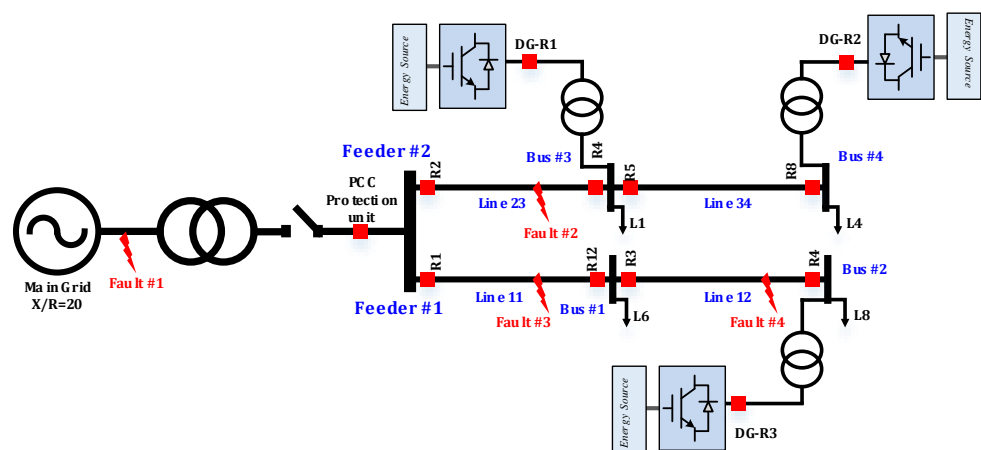 Energy Source
DG-R1
DG-R2
Energy Source
Feeder #2
PCC
Protection
unit
R2
Bus #3
R4
R5
R8
Bus #4
Line 23
Line 34
Fault #2
L1
L4
Main Grid
X/R=20
Fault #1
Feeder #1
R1
R12
R3
R4
Bus #2
Line 11
Bus #1
Line 12
Fault #3
L6
Fault #4
L8
Energy Source
DG-R3